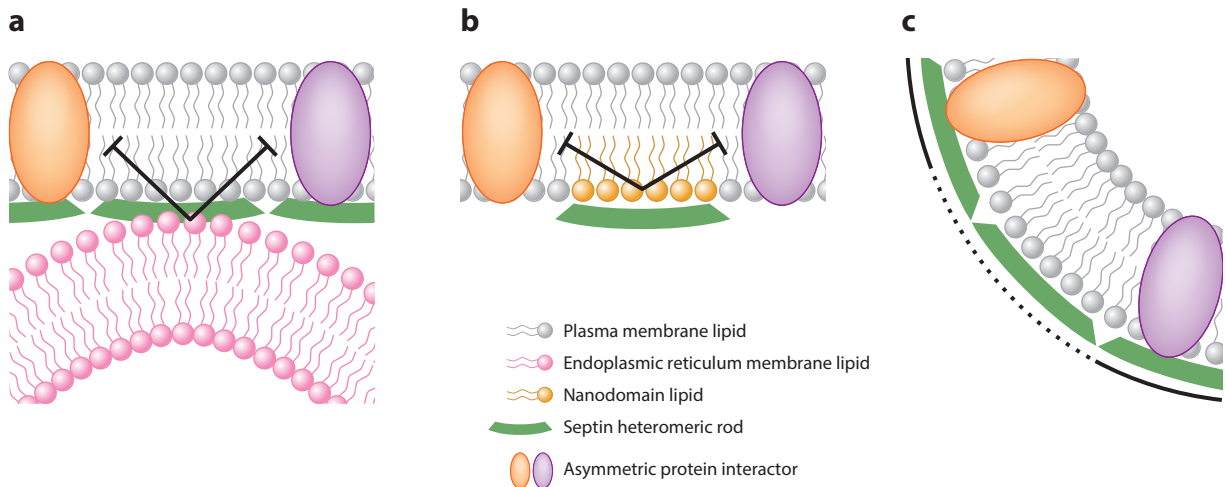 a
b
c
Plasma membrane lipid
Endoplasmic reticulum membrane lipid
Nanodomain lipid
Septin heteromeric rod
Asymmetric protein interactor